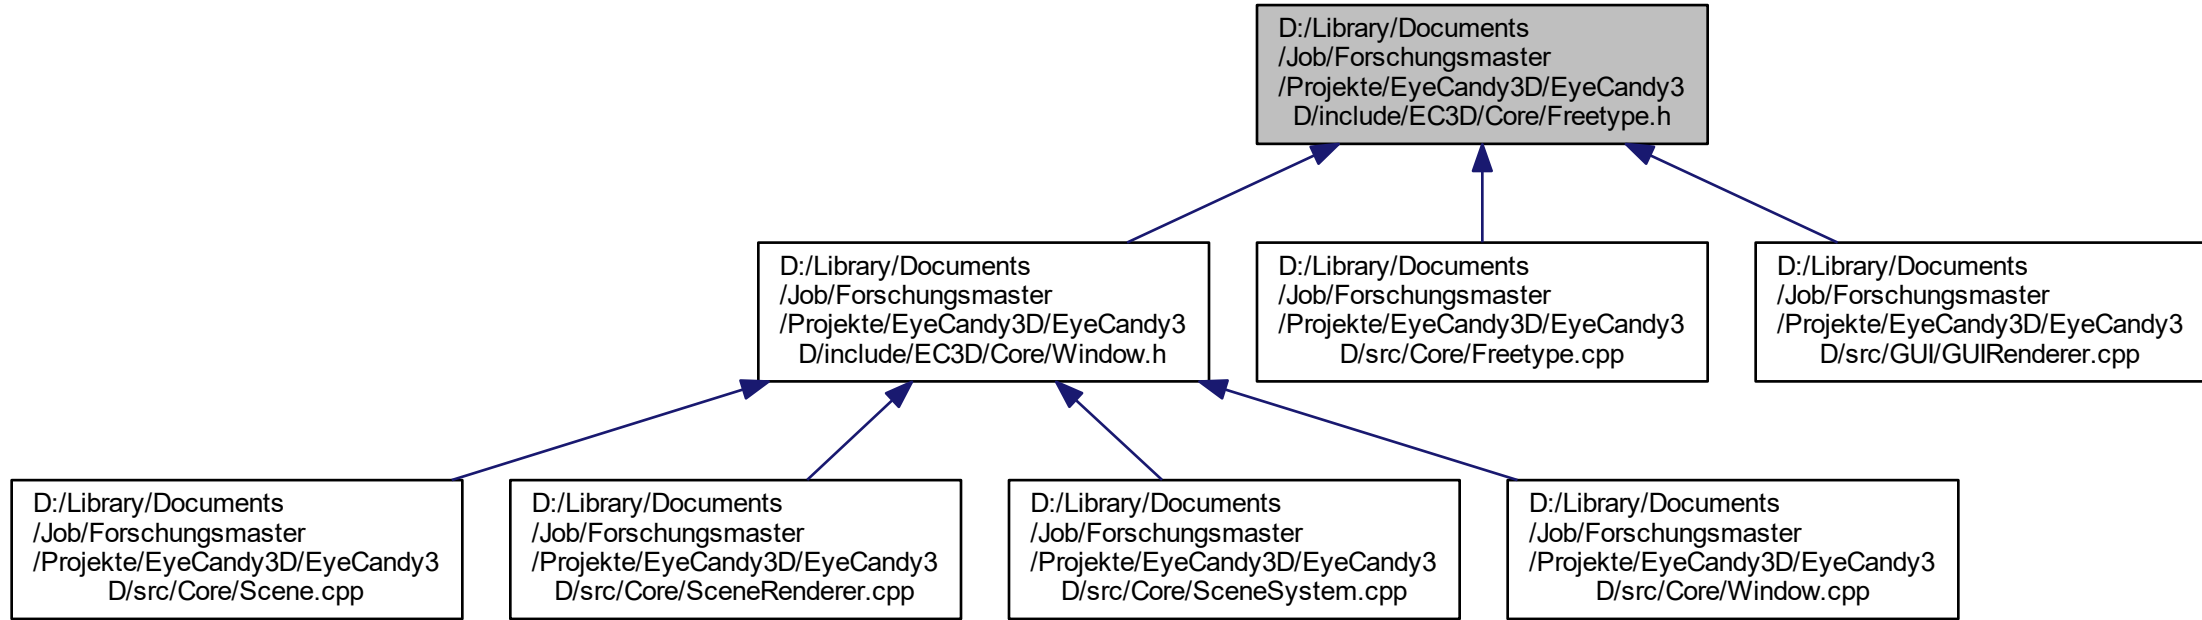 D:/Library/Documents
/Job/Forschungsmaster
/Projekte/EyeCandy3D/EyeCandy3
D/include/EC3D/Core/Freetype.h
D:/Library/Documents
/Job/Forschungsmaster
/Projekte/EyeCandy3D/EyeCandy3
D/include/EC3D/Core/Window.h
D:/Library/Documents
/Job/Forschungsmaster
/Projekte/EyeCandy3D/EyeCandy3
D/src/Core/Freetype.cpp
D:/Library/Documents
/Job/Forschungsmaster
/Projekte/EyeCandy3D/EyeCandy3
D/src/GUI/GUIRenderer.cpp
D:/Library/Documents
/Job/Forschungsmaster
/Projekte/EyeCandy3D/EyeCandy3
D/src/Core/Scene.cpp
D:/Library/Documents
/Job/Forschungsmaster
/Projekte/EyeCandy3D/EyeCandy3
D/src/Core/SceneRenderer.cpp
D:/Library/Documents
/Job/Forschungsmaster
/Projekte/EyeCandy3D/EyeCandy3
D/src/Core/SceneSystem.cpp
D:/Library/Documents
/Job/Forschungsmaster
/Projekte/EyeCandy3D/EyeCandy3
D/src/Core/Window.cpp